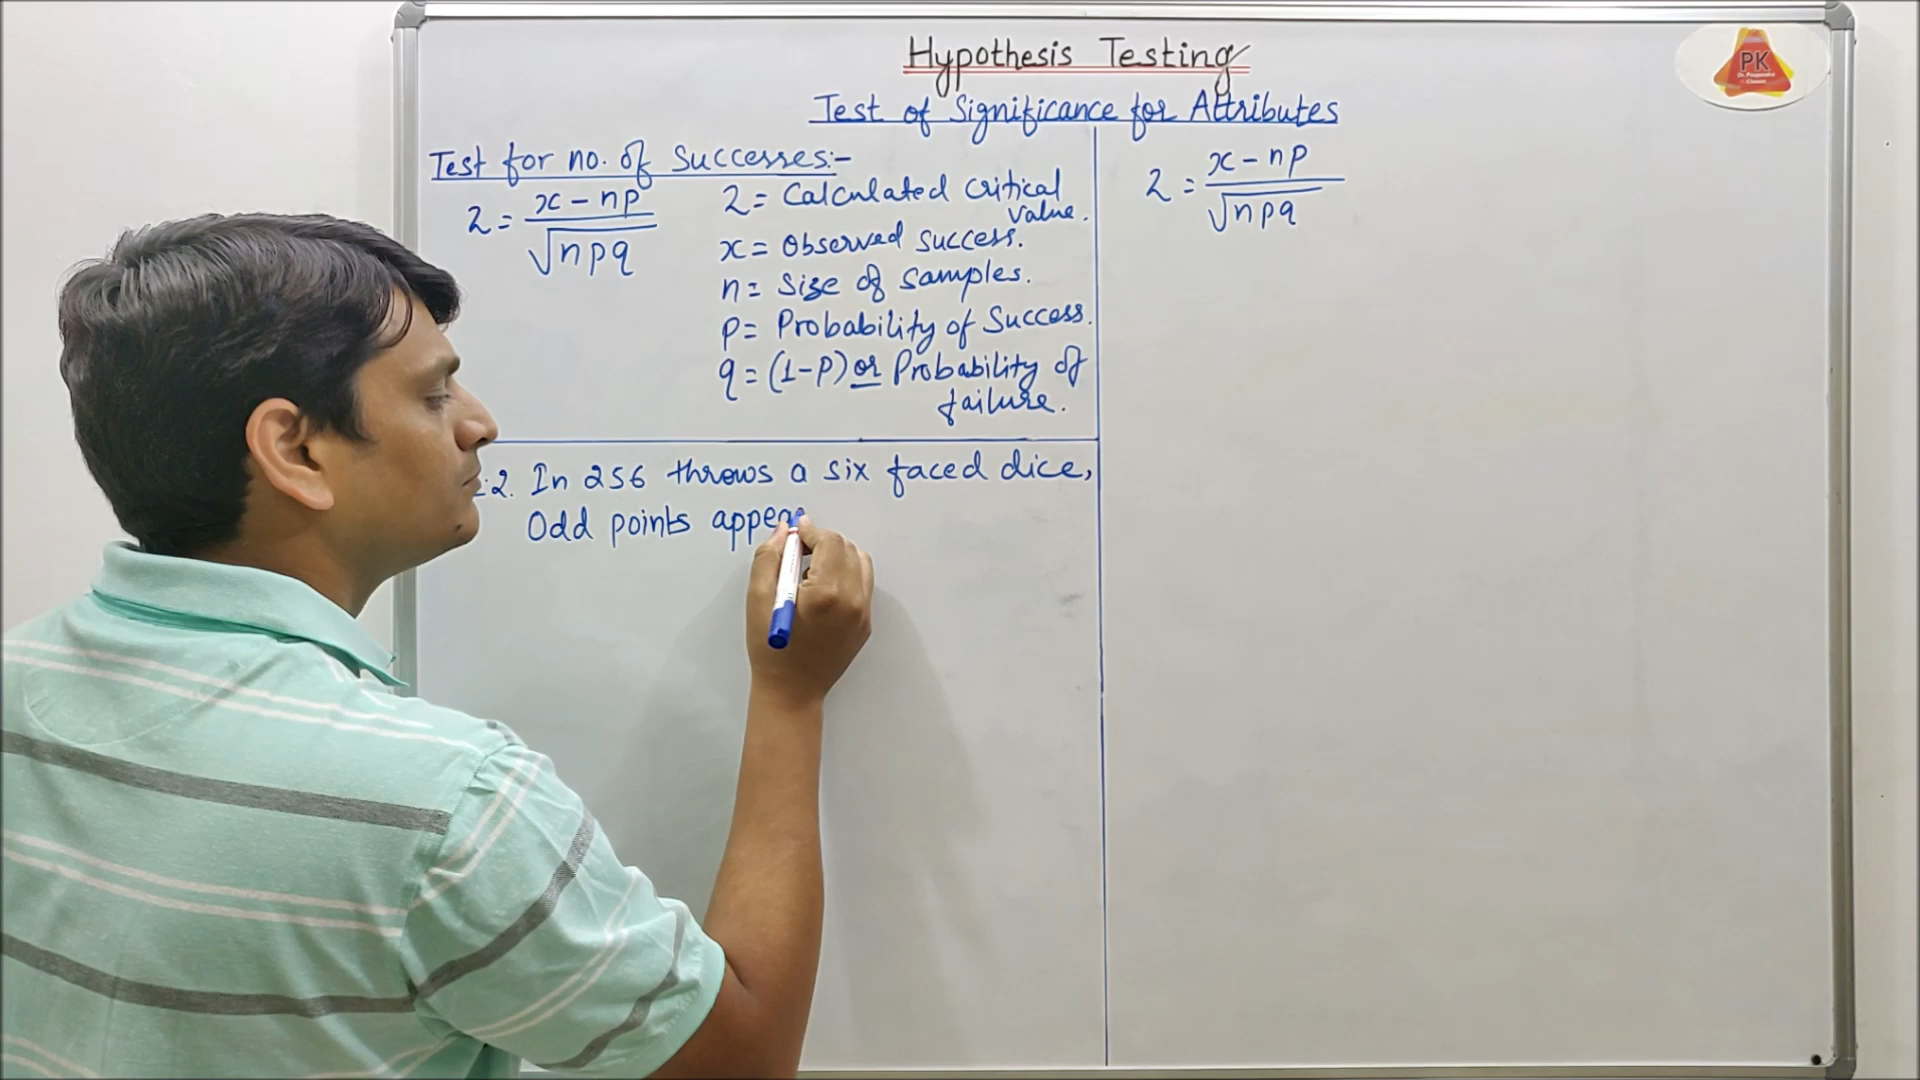 Hypothesis Testing
Test of Significance for Attributes
PK
Classes
Test for no. of Successes:-
Z = x - np / √npq
Z = Calculated critical value.
x = Observed success.
n = Size of samples.
P = Probability of Success.
q = (1-P) or Probability of failure.
Z = x - np / √npq
:2. In 256 throws a six faced dice,
Odd points appea